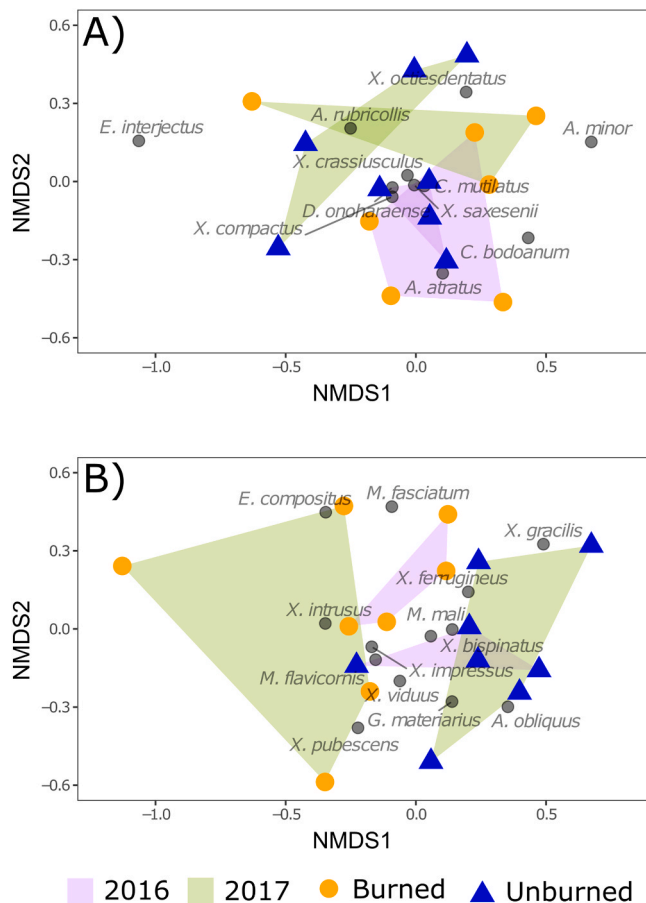 A)
0.6
0.3
0.0
−0.3
−0.6
NMDS2
X. octiesdentatus
A. rubricollis
E. interjectus
A. minor
X. crassiusculus
C. mutilatus
D. onoharaense
X. saxesenii
X. compactus
C. bodoanum
A. atratus
−1.0 −0.5 0.0 0.5
NMDS1
B)
0.6
0.3
0.0
−0.3
−0.6
NMDS2
E. compositus
M. fasciatum
X. gracilis
X. ferrugineus
X. intrusus
M. mali
X. bispinatus
X. impressus
M. flavicornis
X. viduus
G. materiarius
A. obliquus
X. pubescens
−1.0 −0.5 0.0 0.5
NMDS1
2016 2017 Burned Unburned